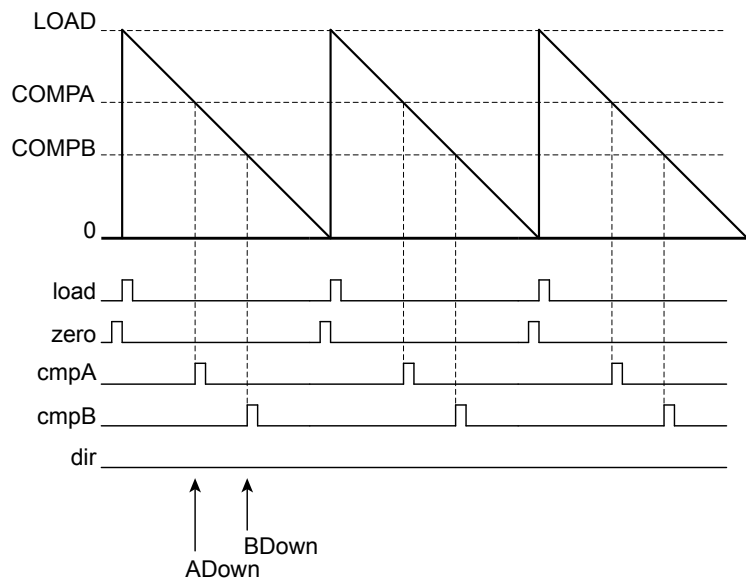 LOAD
COMPA
COMPB
0
load
zero
cmpA
cmpB
dir
BDown
ADown